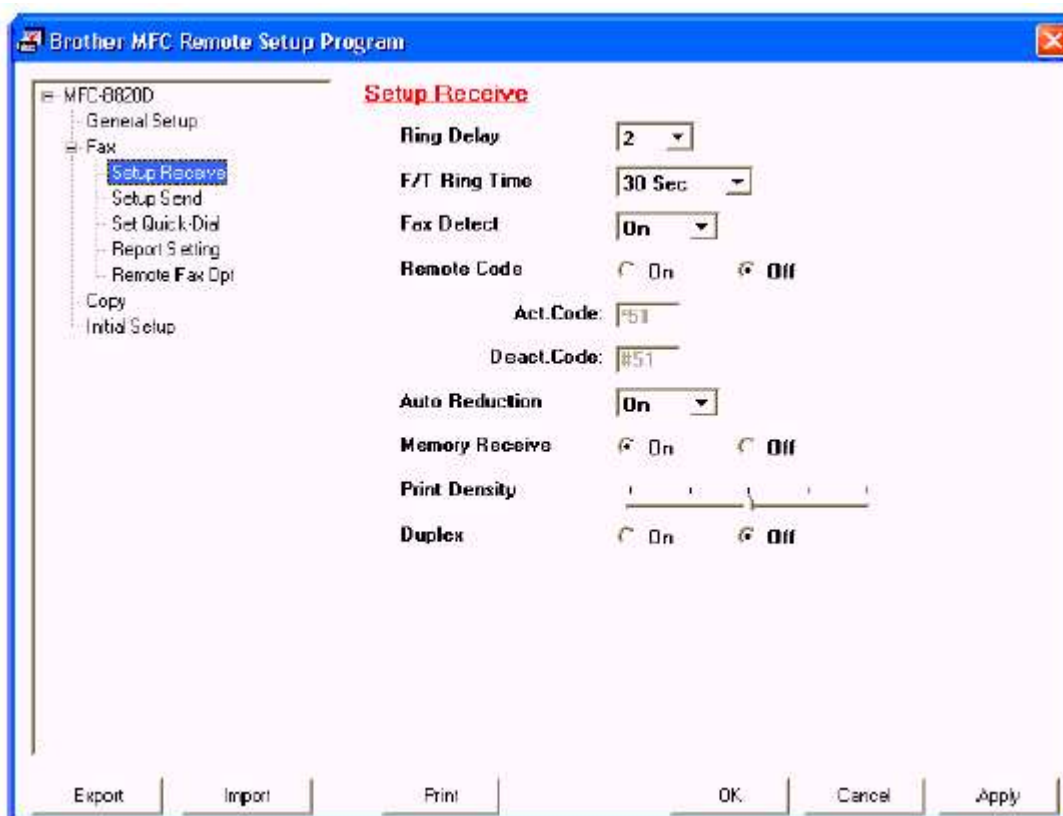 Brother MFC Remote Setup Program
MFC-8820D
General Setup
Fax
Setup Receive
Setup Send
Set Quick-Dial
Report Setting
Remote Fax Opt
Copy
Initial Setup
Setup Receive
Ring Delay 2
F/T Ring Time 30 Sec
Fax Detect On
Remote Code On Off
Act.Code: *51
Deact.Code: #51
Auto Reduction On
Memory Receive On Off
Print Density
Duplex On Off
Export Import Print OK Cancel Apply